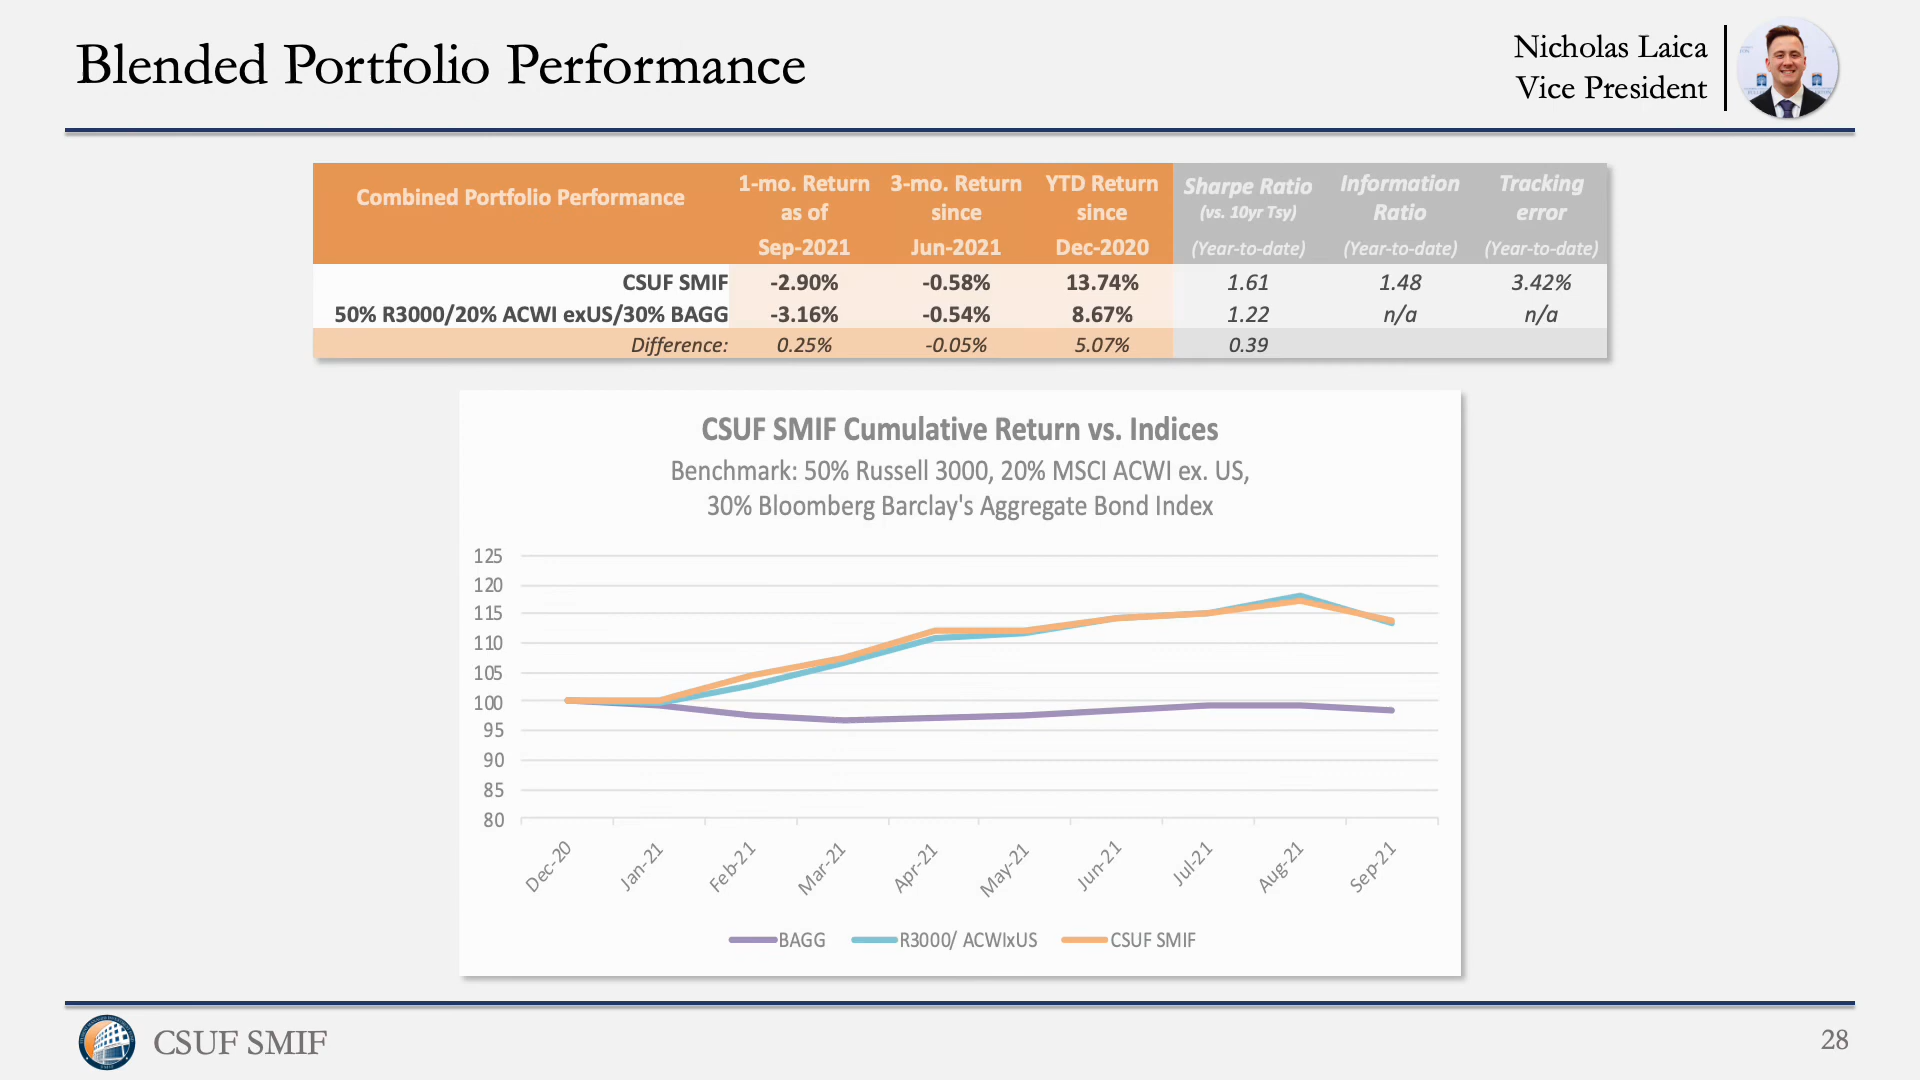 Blended Portfolio Performance
Nicholas Laica
Vice President
Combined Portfolio Performance
1-mo. Return
as of
Sep-2021
3-mo. Return
since
Jun-2021
YTD Return
since
Dec-2020
Sharpe Ratio
(vs. 10yr Tsy)
(Year-to-date)
Information
Ratio
(Year-to-date)
Tracking
error
(Year-to-date)
CSUF SMIF -2.90% -0.58% 13.74% 1.61 1.48 3.42%
50% R3000/20% ACWI exUS/30% BAGG -3.16% -0.54% 8.67% 1.22 n/a n/a
Difference: 0.25% -0.05% 5.07% 0.39
CSUF SMIF Cumulative Return vs. Indices
Benchmark: 50% Russell 3000, 20% MSCI ACWI ex. US,
30% Bloomberg Barclay's Aggregate Bond Index
125
120
115
110
105
100
95
90
85
80
Dec-20 Jan-21 Feb-21 Mar-21 Apr-21 May-21 Jun-21 Jul-21 Aug-21 Sep-21
BAGG R3000/ ACWIxUS CSUF SMIF
CSUF SMIF
28